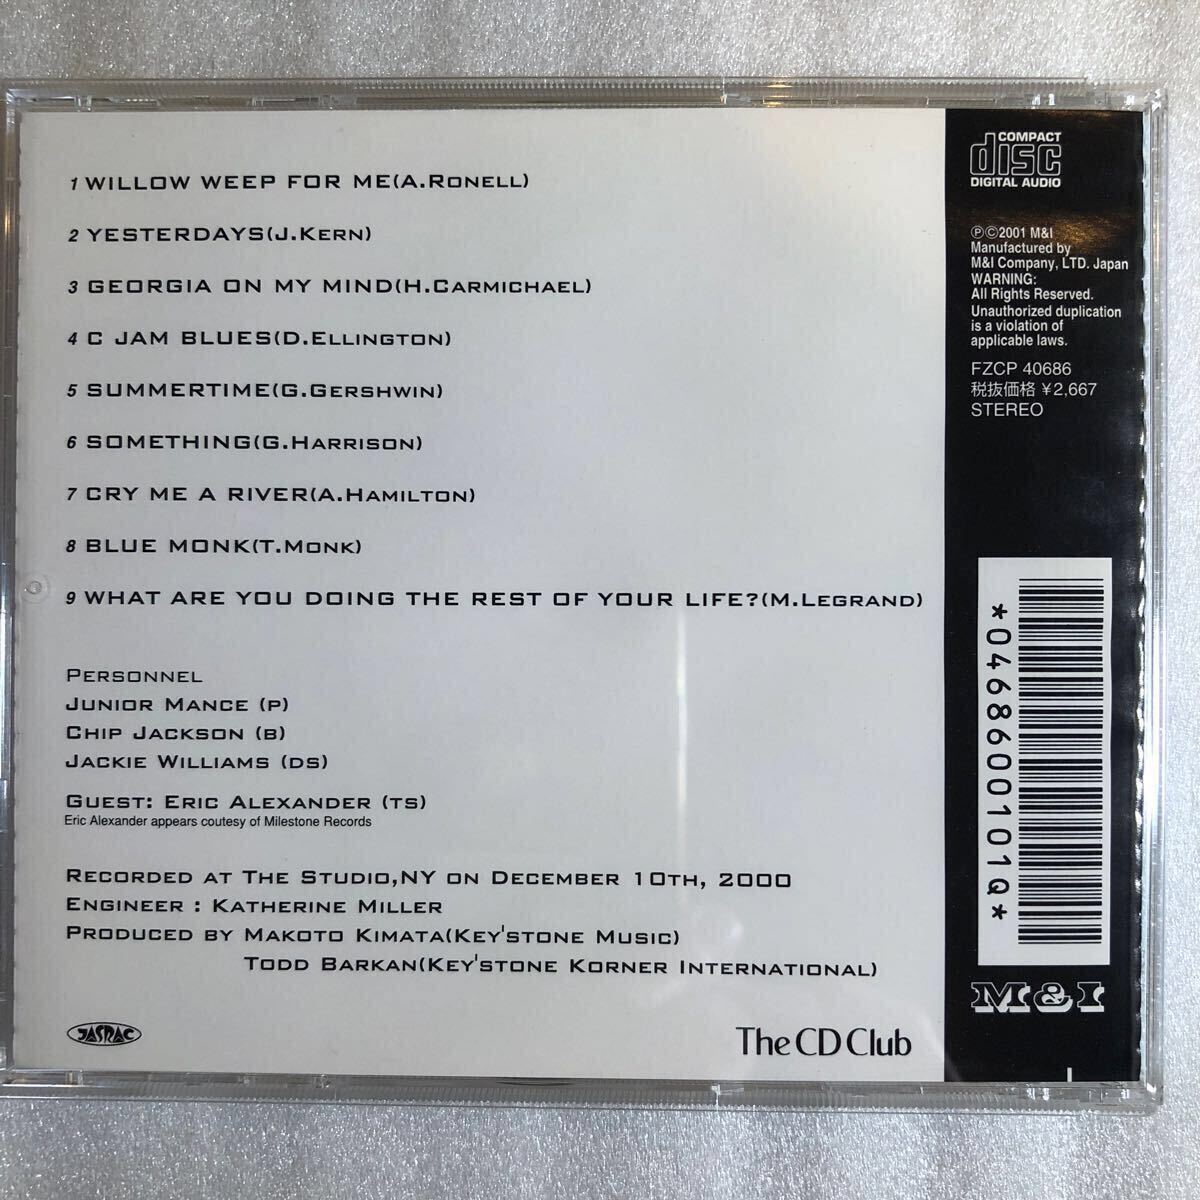 1 WILLOW WEEP FOR ME(A.RONELL)
2 YESTERDAYS(J.KERN)
3 GEORGIA ON MY MIND(H.CARMICHAEL)
4 C JAM BLUES(D.ELLINGTON)
5 SUMMERTIME(G.GERSHWIN)
6 SOMETHING(G.HARRISON)
7 CRY ME A RIVER(A.HAMILTON)
8 BLUE MONK(T.MONK)
9 WHAT ARE YOU DOING THE REST OF YOUR LIFE?(M.LEGRAND)
PERSONNEL
JUNIOR MANCE (P)
CHIP JACKSON (B)
JACKIE WILLIAMS (DS)
GUEST: ERIC ALEXANDER (TS)
Eric Alexander appears coutesy of Milestone Records
RECORDED AT THE STUDIO,NY ON DECEMBER 10TH, 2000
ENGINEER : KATHERINE MILLER
PRODUCED BY MAKOTO KIMATA(KEY'STONE MUSIC)
TODD BARKAN(KEY'STONE KORNER INTERNATIONAL)
JASRAC
The CD Club
COMPACT
disc
DIGITAL AUDIO
Ⓟ©2001 M&I
Manufactured by
M&I Company, LTD. Japan
WARNING:
All Rights Reserved.
Unauthorized duplication
is a violation of
applicable laws.
FZCP 40686
税抜価格 ¥2,667
STEREO
*0468600101Q*
M&I